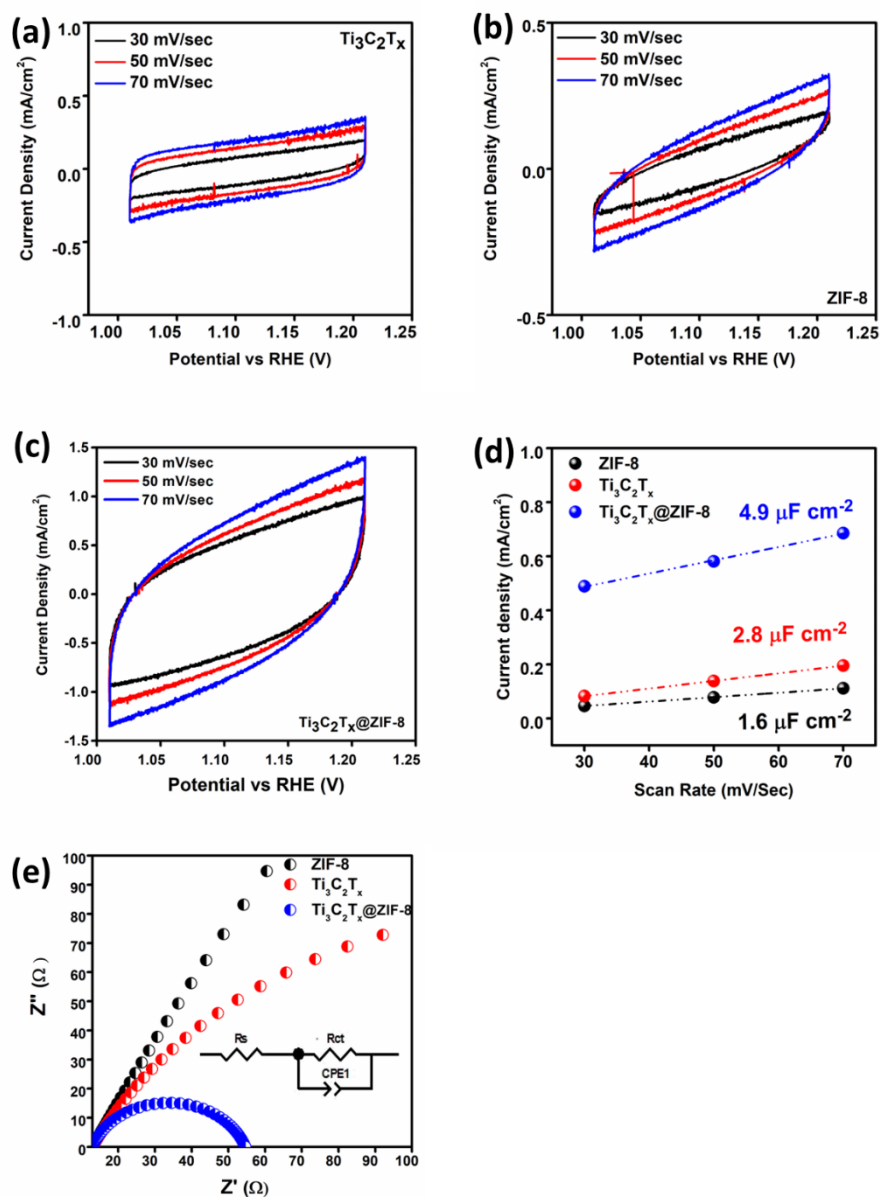 (a)
30 mV/sec
50 mV/sec
70 mV/sec
Ti3C2Tx
1.0
0.5
0.0
-0.5
-1.0
1.00 1.05 1.10 1.15 1.20 1.25
Current Density (mA/cm2)
Potential vs RHE (V)
(b)
30 mV/sec
50 mV/sec
70 mV/sec
0.5
0.0
-0.5
1.00 1.05 1.10 1.15 1.20 1.25
Current Density (mA/cm2)
Potential vs RHE (V)
ZIF-8
(c)
30 mV/sec
50 mV/sec
70 mV/sec
1.5
1.0
0.5
0.0
-0.5
-1.0
-1.5
1.00 1.05 1.10 1.15 1.20 1.25
Current Density (mA/cm2)
Potential vs RHE (V)
Ti3C2Tx@ZIF-8
(d)
ZIF-8
Ti3C2Tx
Ti3C2Tx@ZIF-8
4.9 μF cm-2
2.8 μF cm-2
1.6 μF cm-2
1.0
0.8
0.6
0.4
0.2
0.0
30 40 50 60 70
Current density (mA/cm2)
Scan Rate (mV/Sec)
(e)
ZIF-8
Ti3C2Tx
Ti3C2Tx@ZIF-8
100
90
80
70
60
50
40
30
20
10
0
20 30 40 50 60 70 80 90 100
Z'' (Ω)
Z' (Ω)
Rs
Rct
CPE1